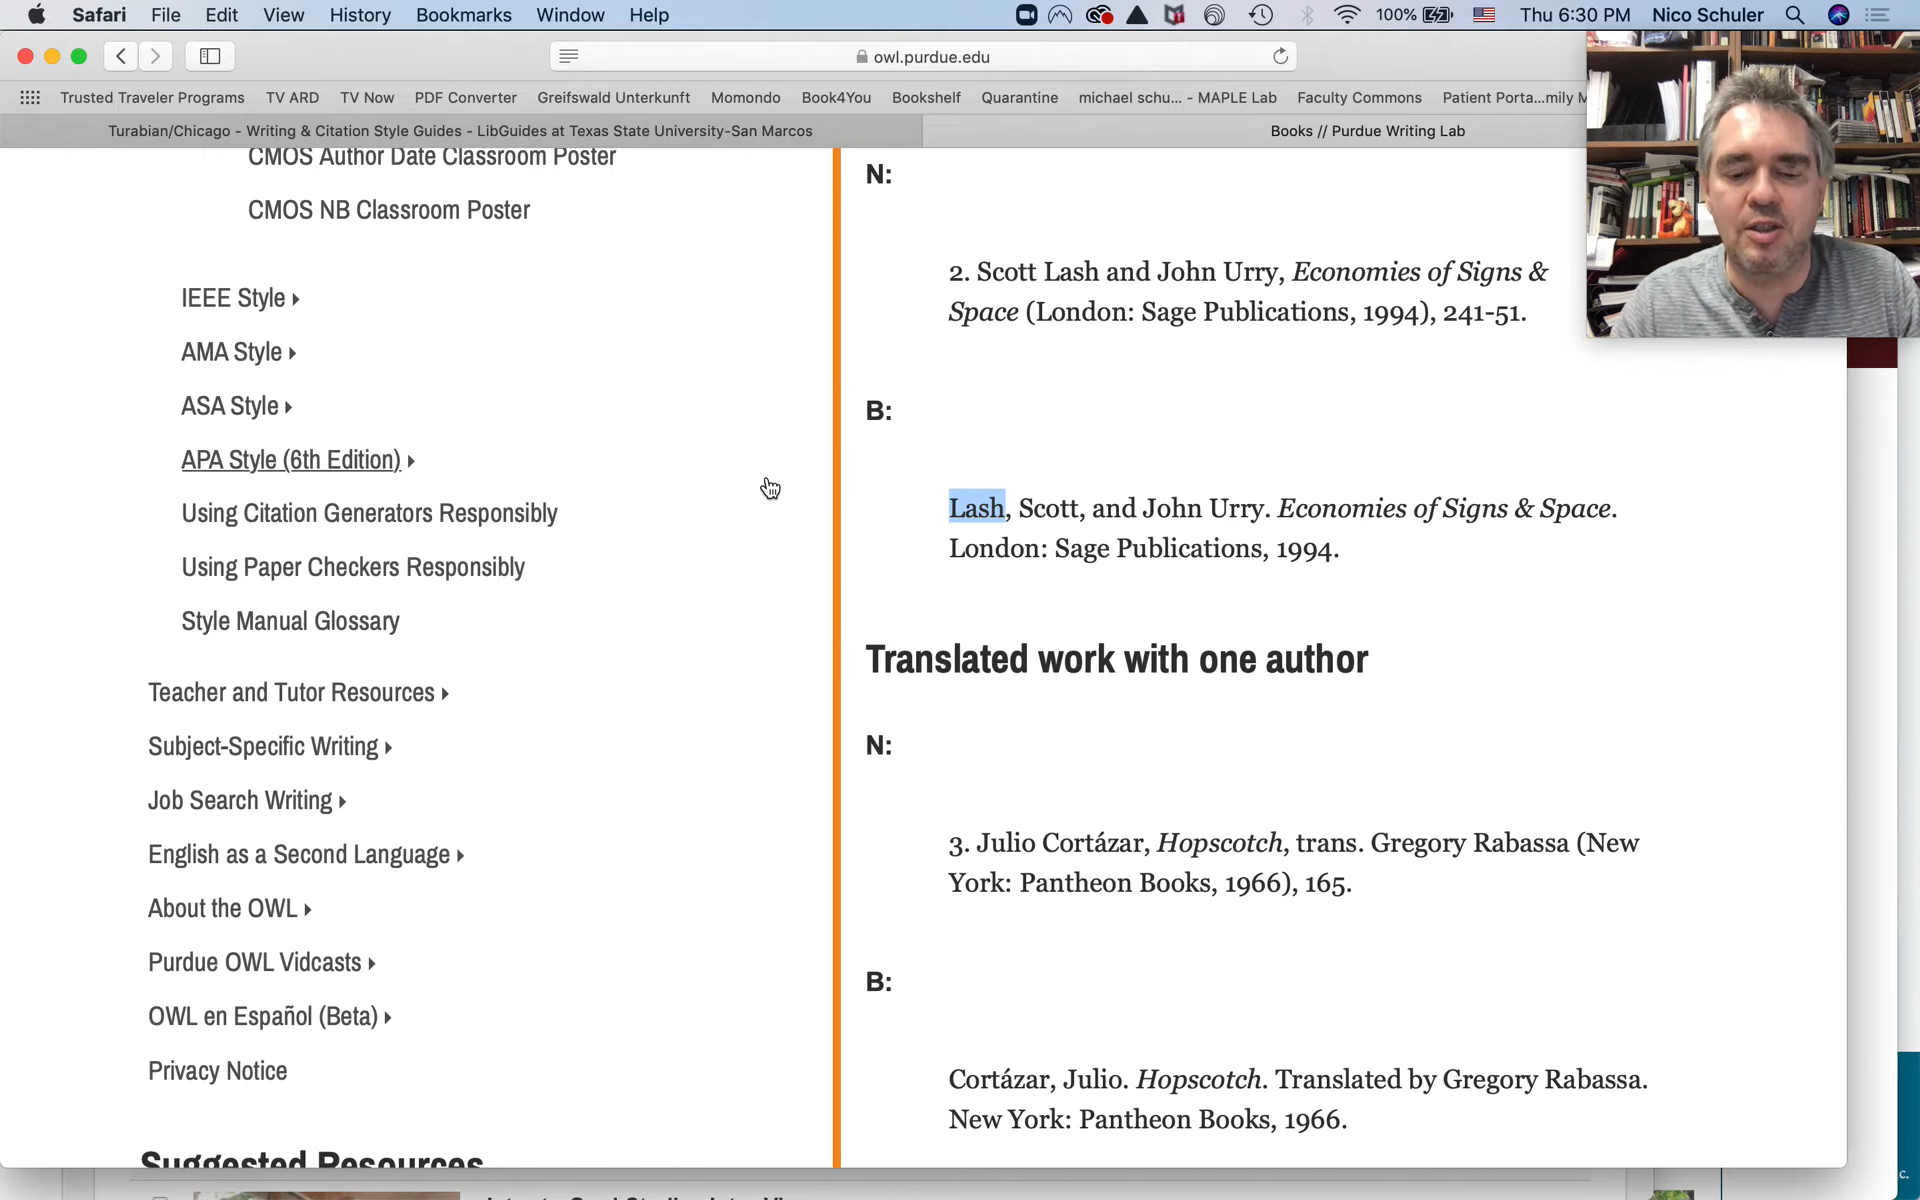 Safari File Edit View History Bookmarks Window Help 100% Thu 6:30 PM Nico Schuler
owl.purdue.edu
Trusted Traveler Programs TV ARD TV Now PDF Converter Greifswald Unterkunft Momondo Book4You Bookshelf Quarantine michael schu... - MAPLE Lab Faculty Commons Patient Porta...mily M
Turabian/Chicago - Writing & Citation Style Guides - LibGuides at Texas State University-San Marcos
Books // Purdue Writing Lab
CMOS Author Date Classroom Poster
CMOS NB Classroom Poster
IEEE Style
AMA Style
ASA Style
APA Style (6th Edition)
Using Citation Generators Responsibly
Using Paper Checkers Responsibly
Style Manual Glossary
Teacher and Tutor Resources
Subject-Specific Writing
Job Search Writing
English as a Second Language
About the OWL
Purdue OWL Vidcasts
OWL en Español (Beta)
Privacy Notice
Suggested Resources
N:
2. Scott Lash and John Urry, Economies of Signs &
Space (London: Sage Publications, 1994), 241-51.
B:
Lash, Scott, and John Urry. Economies of Signs & Space.
London: Sage Publications, 1994.
Translated work with one author
N:
3. Julio Cortázar, Hopscotch, trans. Gregory Rabassa (New
York: Pantheon Books, 1966), 165.
B:
Cortázar, Julio. Hopscotch. Translated by Gregory Rabassa.
New York: Pantheon Books, 1966.
c.